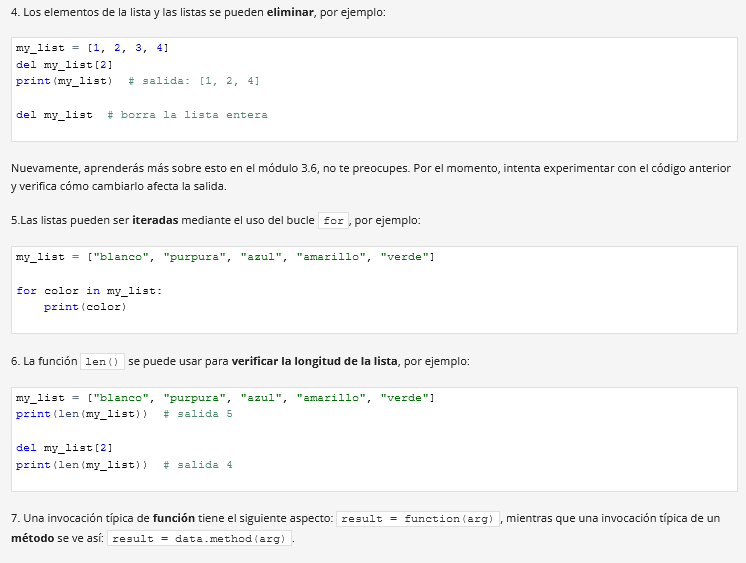 4. Los elementos de la lista y las listas se pueden eliminar, por ejemplo:
my_list = [1, 2, 3, 4]
del my_list[2]
print(my_list)  # salida: [1, 2, 4]
del my_list  # borra la lista entera
Nuevamente, aprenderás más sobre esto en el módulo 3.6, no te preocupes. Por el momento, intenta experimentar con el código anterior
y verifica cómo cambiarlo afecta la salida.
5.Las listas pueden ser iteradas mediante el uso del bucle for, por ejemplo:
my_list = ["blanco", "purpura", "azul", "amarillo", "verde"]
for color in my_list:
    print(color)
6. La función len() se puede usar para verificar la longitud de la lista, por ejemplo:
my_list = ["blanco", "purpura", "azul", "amarillo", "verde"]
print(len(my_list))  # salida 5
del my_list[2]
print(len(my_list))  # salida 4
7. Una invocación típica de función tiene el siguiente aspecto: result = function(arg), mientras que una invocación típica de un
método se ve así: result = data.method(arg).